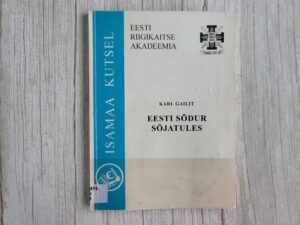 ISAMAA KUTSEL
EESTI
RIIGIKAITSE
AKADEEMIA
KARL GAILIT
EESTI SÕDUR
SÕJATULES